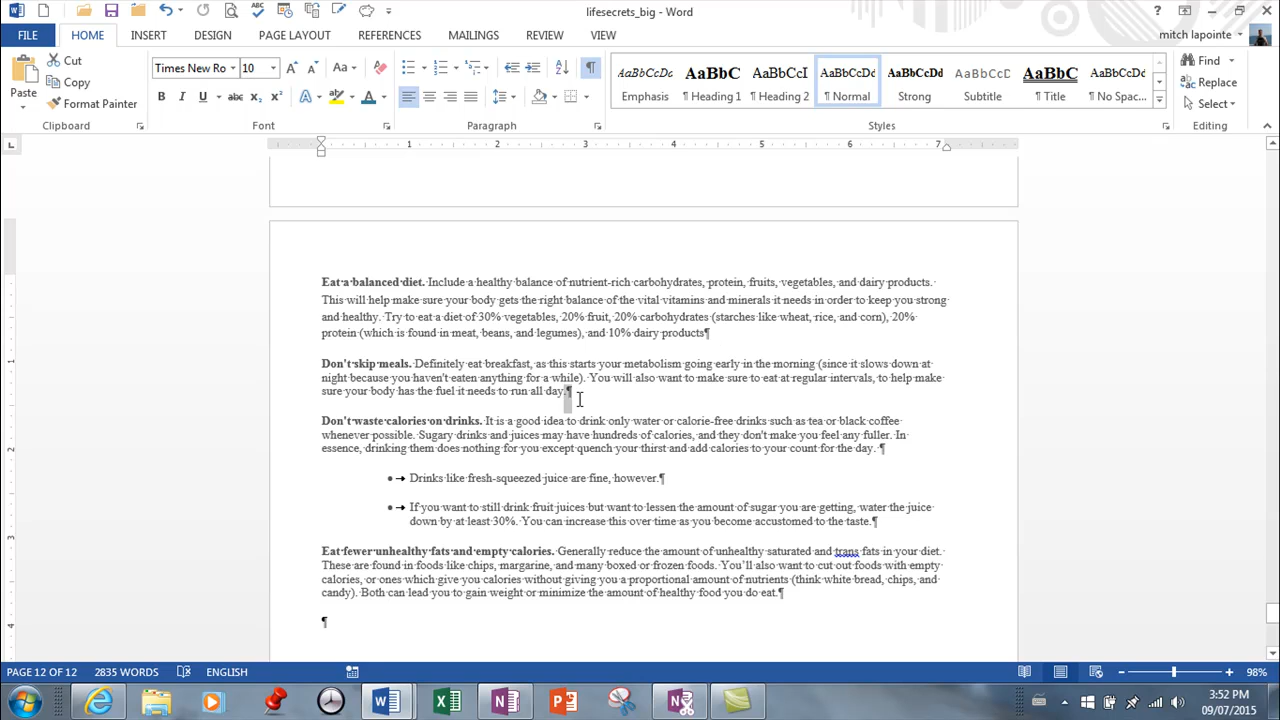 lifesecrets_big - Word
FILE HOME INSERT DESIGN PAGE LAYOUT REFERENCES MAILINGS REVIEW VIEW mitch lapointe
Paste Cut Copy Format Painter
Clipboard
Times New Ro 10 Aa
B I U abc x₂ x² A A
Font
Paragraph
AaBbCcDc AaBbC AaBbCcI AaBbCcDd AaBbCcDd AaBbCcD AaBbC AaBbCcDd
Emphasis ¶ Heading 1 ¶ Heading 2 ¶ Normal Strong Subtitle ¶ Title ¶ No Spac...
Styles
Find Replace Select
Editing
1 2 3 4 5 6 7
Eat a balanced diet. Include a healthy balance of nutrient-rich carbohydrates, protein, fruits, vegetables, and dairy products.
This will help make sure your body gets the right balance of the vital vitamins and minerals it needs in order to keep you strong
and healthy. Try to eat a diet of 30% vegetables, 20% fruit, 20% carbohydrates (starches like wheat, rice, and corn), 20%
protein (which is found in meat, beans, and legumes), and 10% dairy products¶
Don't skip meals. Definitely eat breakfast, as this starts your metabolism going early in the morning (since it slows down at
night because you haven't eaten anything for a while). You will also want to make sure to eat at regular intervals, to help make
sure your body has the fuel it needs to run all day.¶
Don't waste calories on drinks. It is a good idea to drink only water or calorie-free drinks such as tea or black coffee
whenever possible. Sugary drinks and juices may have hundreds of calories, and they don't make you feel any fuller. In
essence, drinking them does nothing for you except quench your thirst and add calories to your count for the day. ¶
• → Drinks like fresh-squeezed juice are fine, however.¶
• → If you want to still drink fruit juices but want to lessen the amount of sugar you are getting, water the juice
down by at least 30%. You can increase this over time as you become accustomed to the taste.¶
Eat fewer unhealthy fats and empty calories. Generally reduce the amount of unhealthy saturated and trans fats in your diet.
These are found in foods like chips, margarine, and many boxed or frozen foods. You'll also want to cut out foods with empty
calories, or ones which give you calories without giving you a proportional amount of nutrients (think white bread, chips, and
candy). Both can lead you to gain weight or minimize the amount of healthy food you do eat.¶
¶
1
2
3
4
PAGE 12 OF 12 2835 WORDS ENGLISH 98%
3:52 PM
09/07/2015